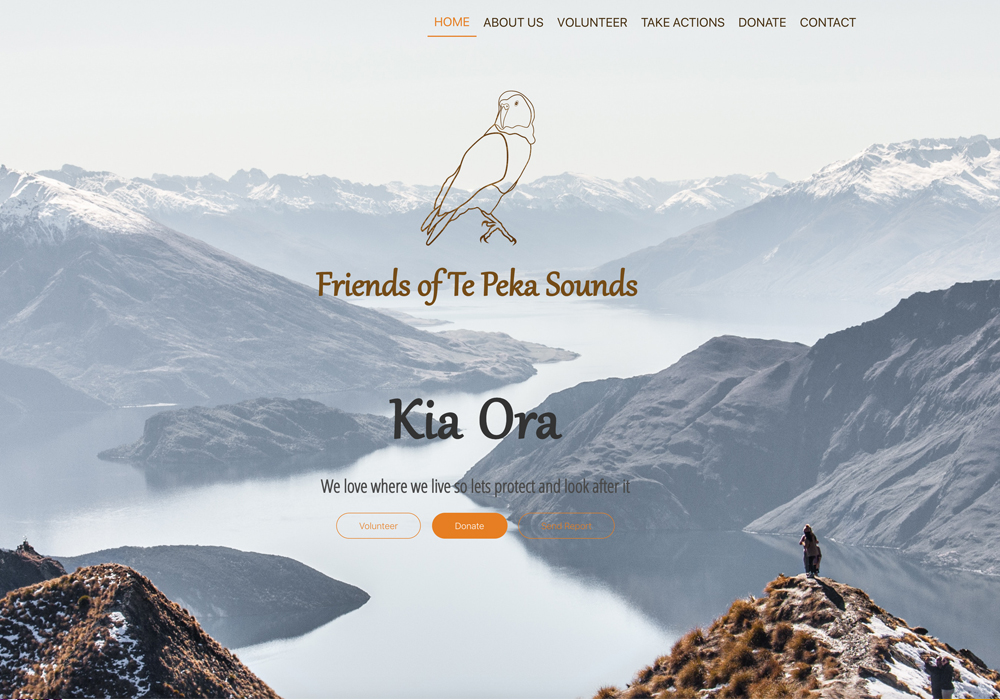 HOME ABOUT US VOLUNTEER TAKE ACTIONS DONATE CONTACT
Friends of Te Peka Sounds
Kia Ora
We love where we live so lets protect and look after it
Volunteer Donate Send Report